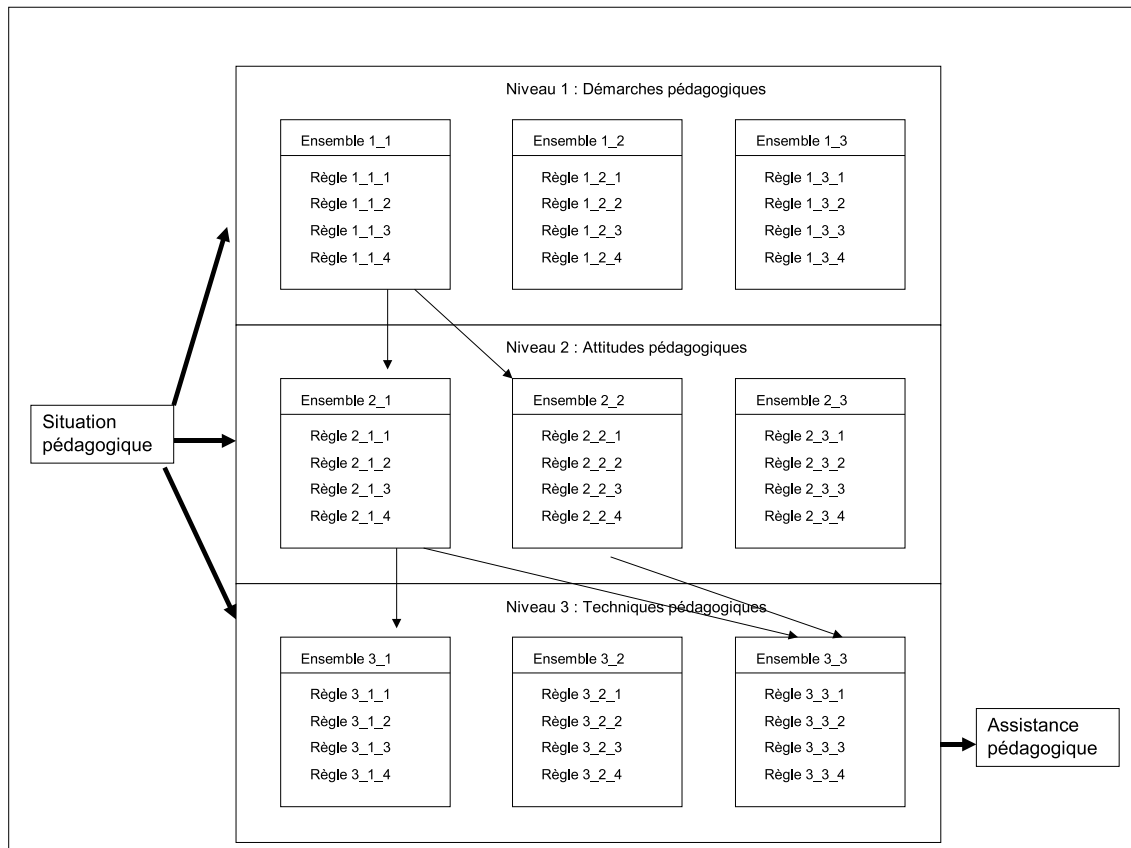 Niveau 1 : Démarches pédagogiques
Ensemble 1_1
Règle 1_1_1
Règle 1_1_2
Règle 1_1_3
Règle 1_1_4
Ensemble 1_2
Règle 1_2_1
Règle 1_2_2
Règle 1_2_3
Règle 1_2_4
Ensemble 1_3
Règle 1_3_1
Règle 1_3_2
Règle 1_3_3
Règle 1_3_4
Situation
pédagogique
Niveau 2 : Attitudes pédagogiques
Ensemble 2_1
Règle 2_1_1
Règle 2_1_2
Règle 2_1_3
Règle 2_1_4
Ensemble 2_2
Règle 2_2_1
Règle 2_2_2
Règle 2_2_3
Règle 2_2_4
Ensemble 2_3
Règle 2_3_1
Règle 2_3_2
Règle 2_3_3
Règle 2_3_4
Niveau 3 : Techniques pédagogiques
Ensemble 3_1
Règle 3_1_1
Règle 3_1_2
Règle 3_1_3
Règle 3_1_4
Ensemble 3_2
Règle 3_2_1
Règle 3_2_2
Règle 3_2_3
Règle 3_2_4
Ensemble 3_3
Règle 3_3_1
Règle 3_3_2
Règle 3_3_3
Règle 3_3_4
Assistance
pédagogique